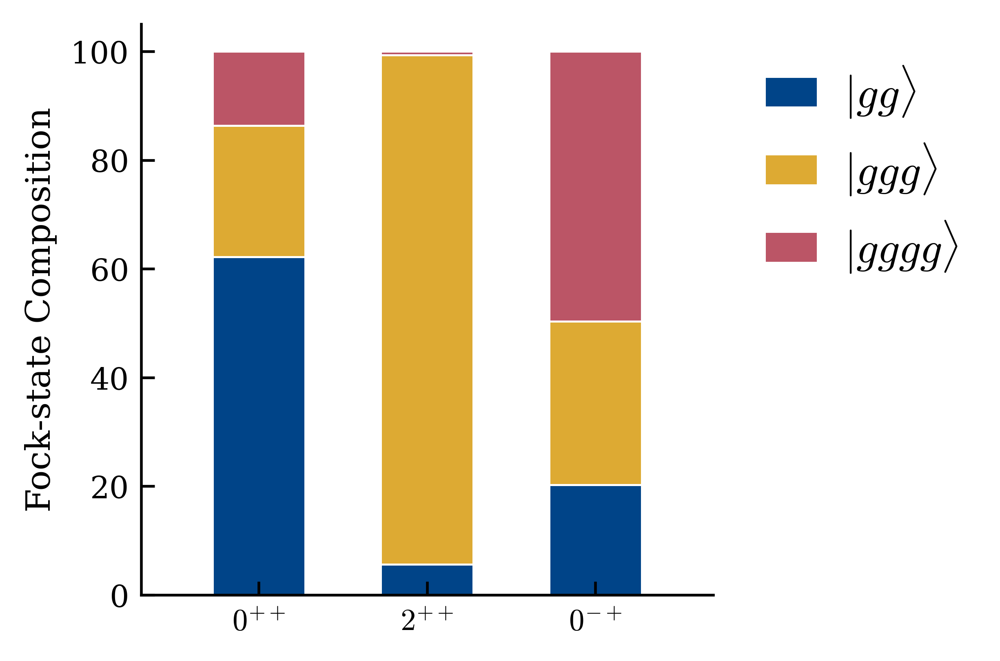 Fock-state Composition
100
80
60
40
20
0
0⁺⁺
2⁺⁺
0⁻⁺
|gg⟩
|ggg⟩
|gggg⟩